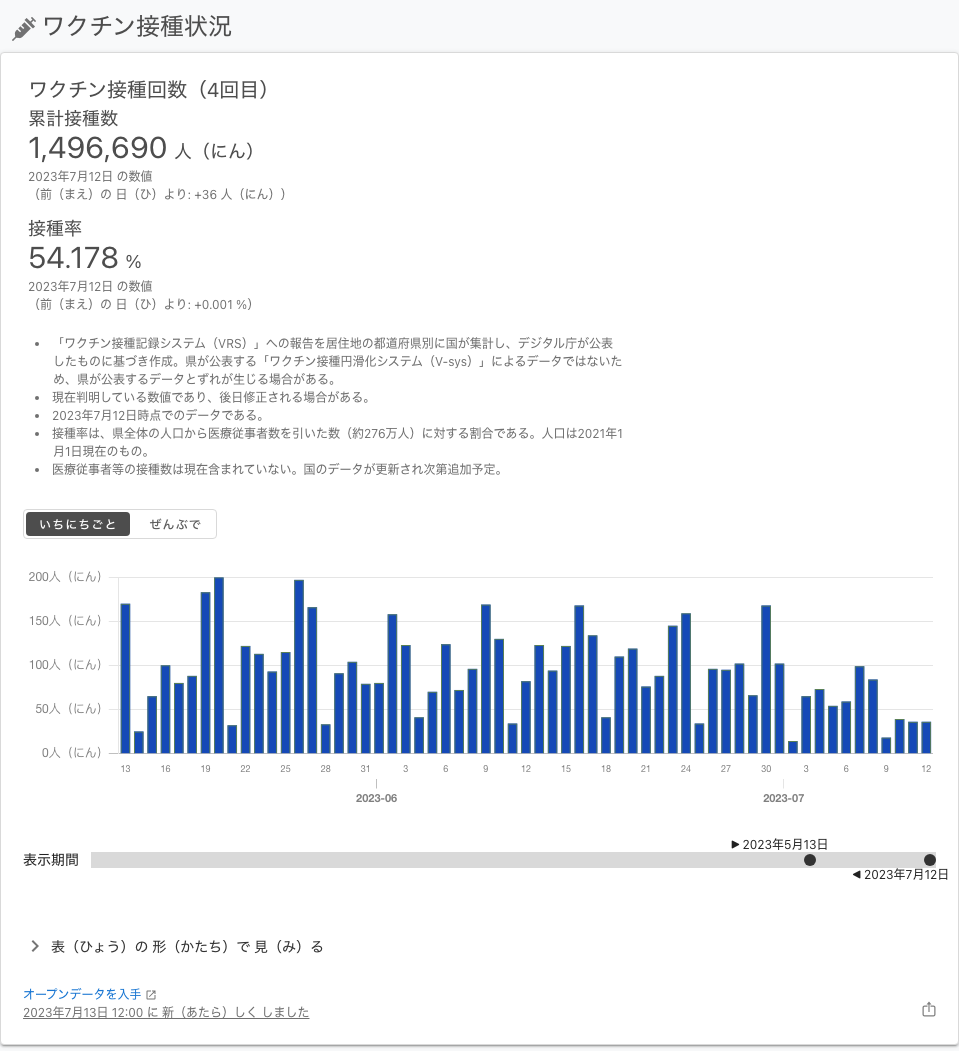 ワクチン接種状況
ワクチン接種回数（4回目）
累計接種数
1,496,690 人（にん）
2023年7月12日 の数値
（前（まえ）の 日（ひ）より: +36 人（にん））
接種率
54.178 %
2023年7月12日 の数値
（前（まえ）の 日（ひ）より: +0.001 %）
• 「ワクチン接種記録システム（VRS）」への報告を居住地の都道府県別に国が集計し、デジタル庁が公表
したものに基づき作成。県が公表する「ワクチン接種円滑化システム（V-sys）」によるデータではないた
め、県が公表するデータとずれが生じる場合がある。
• 現在判明している数値であり、後日修正される場合がある。
• 2023年7月12日時点でのデータである。
• 接種率は、県全体の人口から医療従事者数を引いた数（約276万人）に対する割合である。人口は2021年1
月1日現在のもの。
• 医療従事者等の接種数は現在含まれていない。国のデータが更新され次第追加予定。
いちにちごと ぜんぶで
200人（にん）
150人（にん）
100人（にん）
50人（にん）
0人（にん）
13 16 19 22 25 28 31 3 6 9 12 15 18 21 24 27 30 3 6 9 12
2023-06 2023-07
▶ 2023年5月13日
表示期間
◀ 2023年7月12日
表（ひょう）の 形（かたち）で 見（み）る
オープンデータを入手
2023年7月13日 12:00 に 新（あたら）しく しました